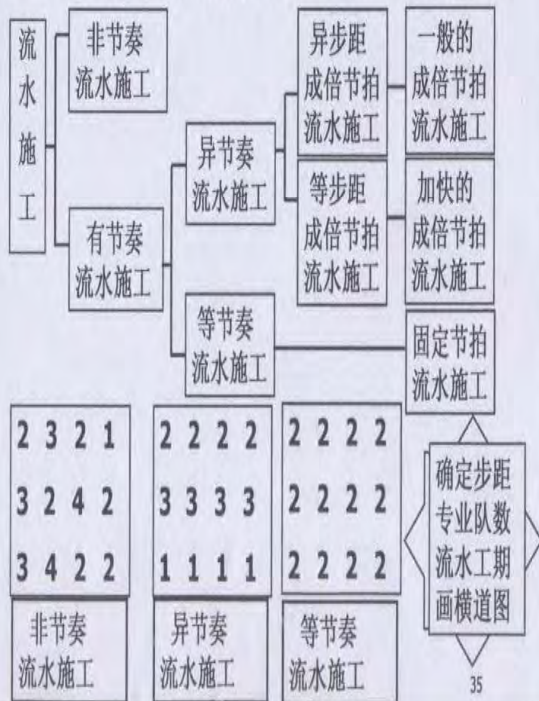 流水施工
非节奏
流水施工
有节奏
流水施工
异节奏
流水施工
等节奏
流水施工
异步距
成倍节拍
流水施工
等步距
成倍节拍
流水施工
一般的
成倍节拍
流水施工
加快的
成倍节拍
流水施工
固定节拍
流水施工
2 3 2 1
3 2 4 2
3 4 2 2
非节奏
流水施工
2 2 2 2
3 3 3 3
1 1 1 1
异节奏
流水施工
2 2 2 2
2 2 2 2
2 2 2 2
等节奏
流水施工
确定步距
专业队数
流水工期
画横道图
35